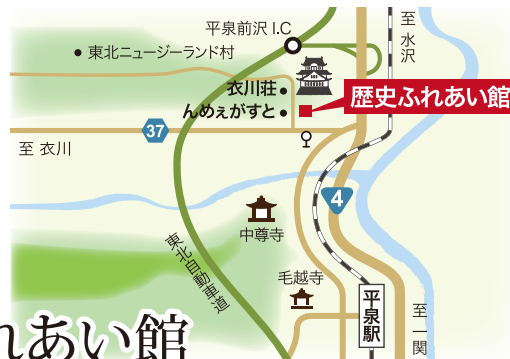 平泉前沢 I.C
至 水沢
東北ニュージーランド村
衣川荘
んめぇがすと
歴史ふれあい館
37
至 衣川
4
中尊寺
東北自動車道
毛越寺
平泉駅
至 一関
れあい館